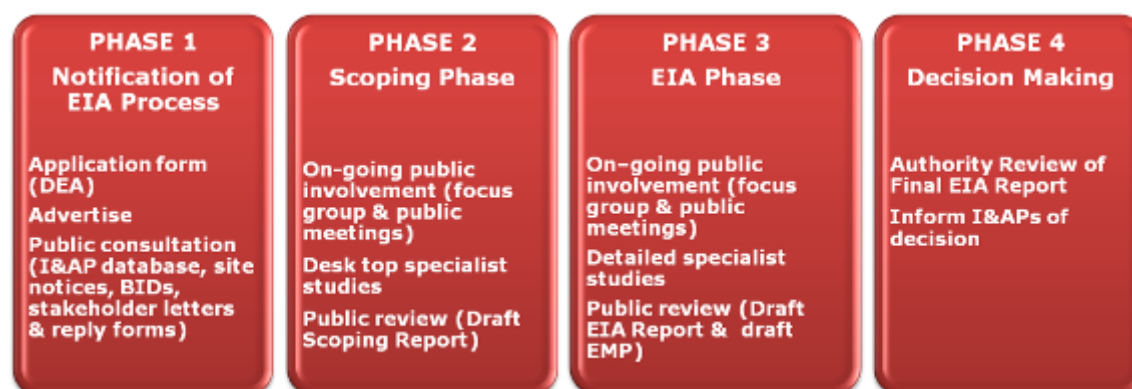 PHASE 1
Notification of
EIA Process
Application form
(DEA)
Advertise
Public consultation
(I&AP database, site
notices, BIDs,
stakeholder letters
& reply forms)
PHASE 2
Scoping Phase
On-going public
involvement (focus
group & public
meetings)
Desk top specialist
studies
Public review (Draft
Scoping Report)
PHASE 3
EIA Phase
On-going public
involvement (focus
group & public
meetings)
Detailed specialist
studies
Public review (Draft
EIA Report & draft
EMP)
PHASE 4
Decision Making
Authority Review of
Final EIA Report
Inform I&APs of
decision